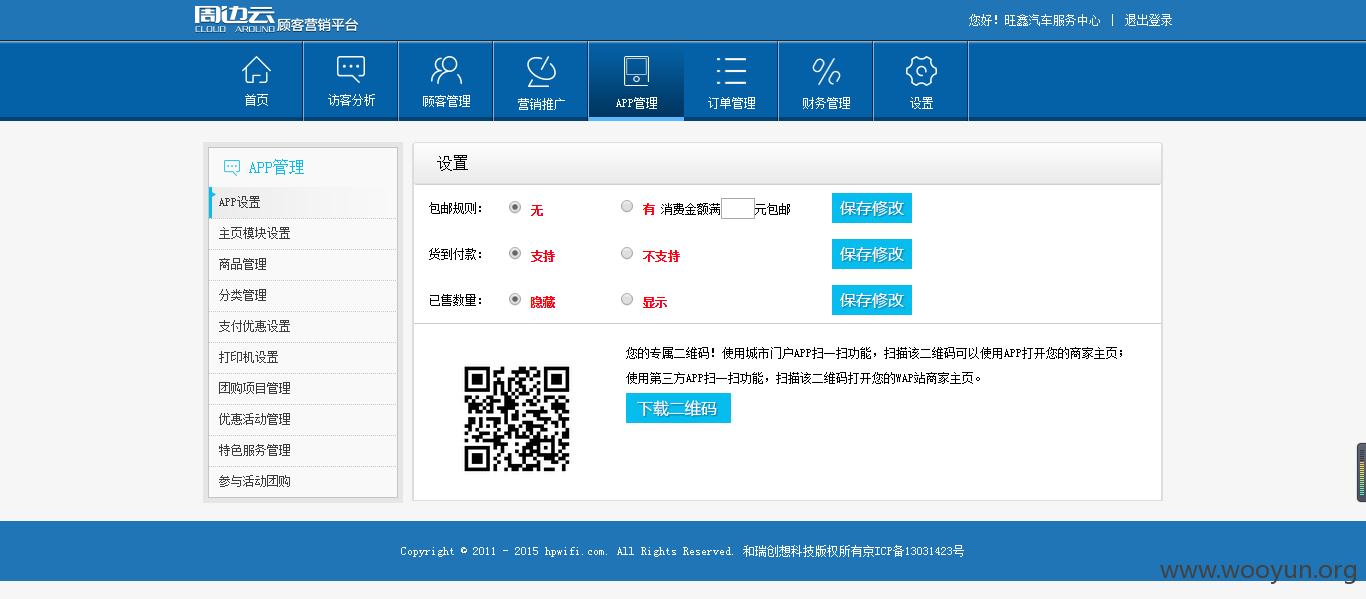 周边云 顾客营销平台
CLOUD AROUND
您好！旺鑫汽车服务中心 | 退出登录
首页 访客分析 顾客管理 营销推广 APP管理 订单管理 财务管理 设置
APP管理
APP设置
主页模块设置
商品管理
分类管理
支付优惠设置
打印机设置
团购项目管理
优惠活动管理
特色服务管理
参与活动团购
设置
包邮规则： 无 有 消费金额满 元包邮 保存修改
货到付款： 支持 不支持 保存修改
已售数量： 隐藏 显示 保存修改
您的专属二维码！使用城市门户APP扫一扫功能，扫描该二维码可以使用APP打开您的商家主页；
使用第三方APP扫一扫功能，扫描该二维码打开您的WAP站商家主页。
下载二维码
Copyright © 2011 - 2015 hpwifi.com. All Rights Reserved. 和瑞创想科技版权所有京ICP备13031423号
www.wooyun.org